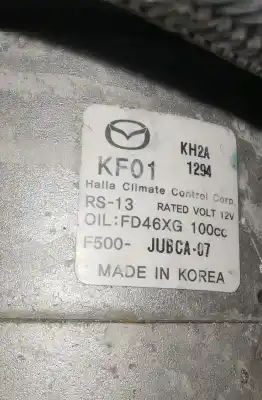 KH2A
KF01 1294
Halla Climate Control Corp.
RS-13 RATED VOLT 12V
OIL:FD46XG 100cc
F500- JUBCA-07
MADE IN KOREA